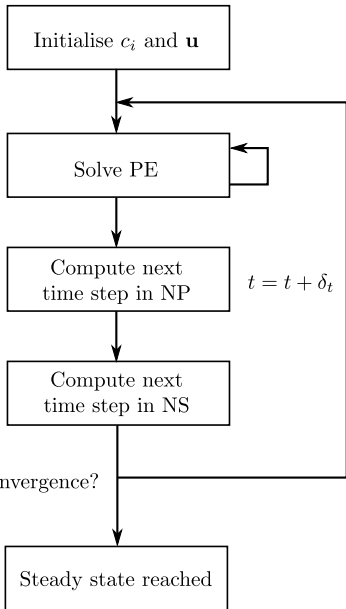 Initialise c_i and u
Solve PE
Compute next
time step in NP
t = t + δ_t
Compute next
time step in NS
nvergence?
Steady state reached